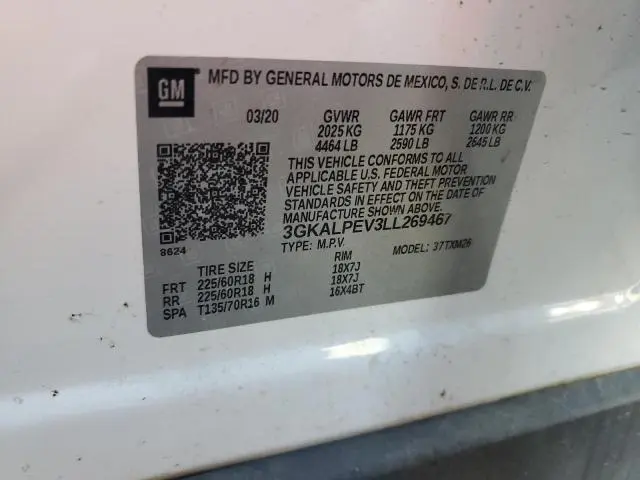 GM MFD BY GENERAL MOTORS DE MEXICO, S. DE R.L. DE C.V.
03/20 GVWR GAWR FRT GAWR RR
2025 KG 1175 KG 1200 KG
4464 LB 2590 LB 2645 LB
THIS VEHICLE CONFORMS TO ALL
APPLICABLE U.S. FEDERAL MOTOR
VEHICLE SAFETY AND THEFT PREVENTION
STANDARDS IN EFFECT ON THE DATE OF
MANUFACTURE SHOWN ABOVE.
3GKALPEV3LL269467
8624
TYPE: M.P.V. MODEL: 37TXM26
TIRE SIZE RIM
FRT 225/60R18 H 18X7J
RR 225/60R18 H 18X7J
SPA T135/70R16 M 16X4BT